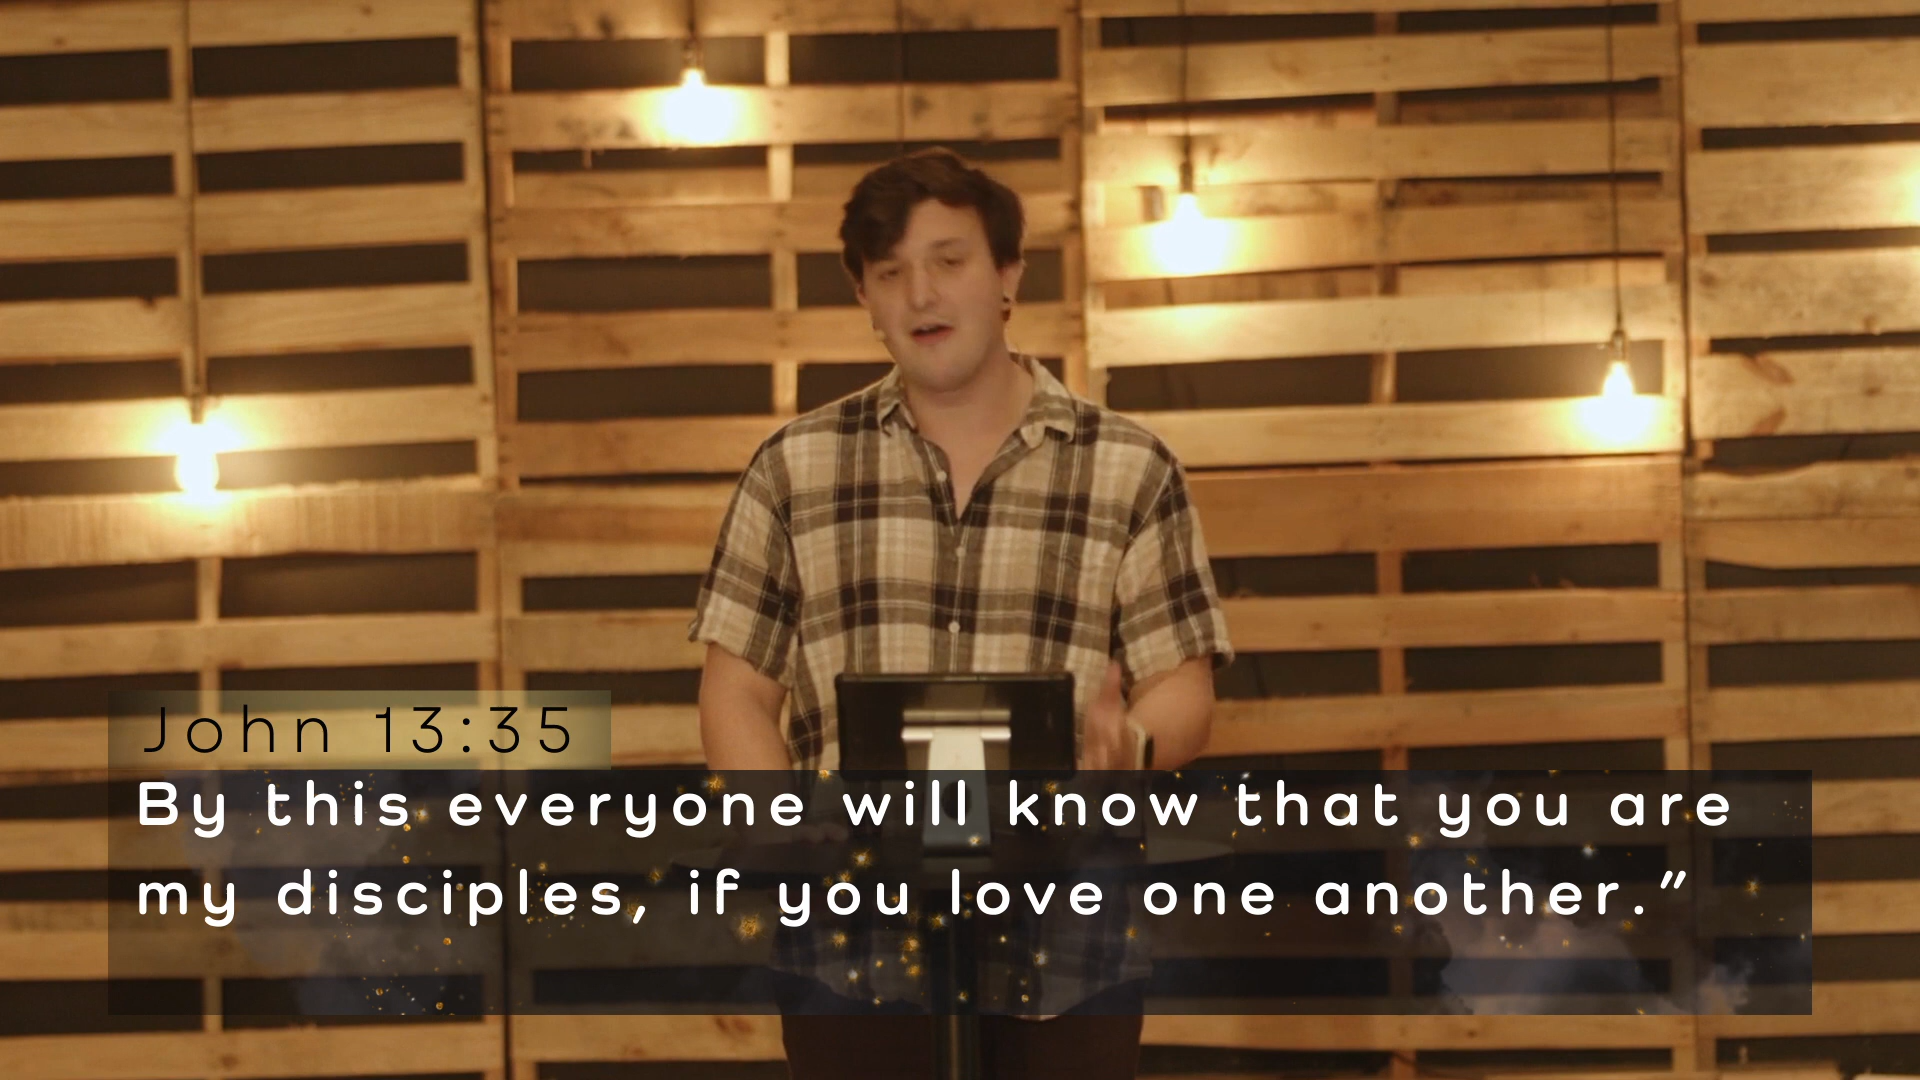 John 13:35
By this everyone will know that you are
my disciples, if you love one another.”